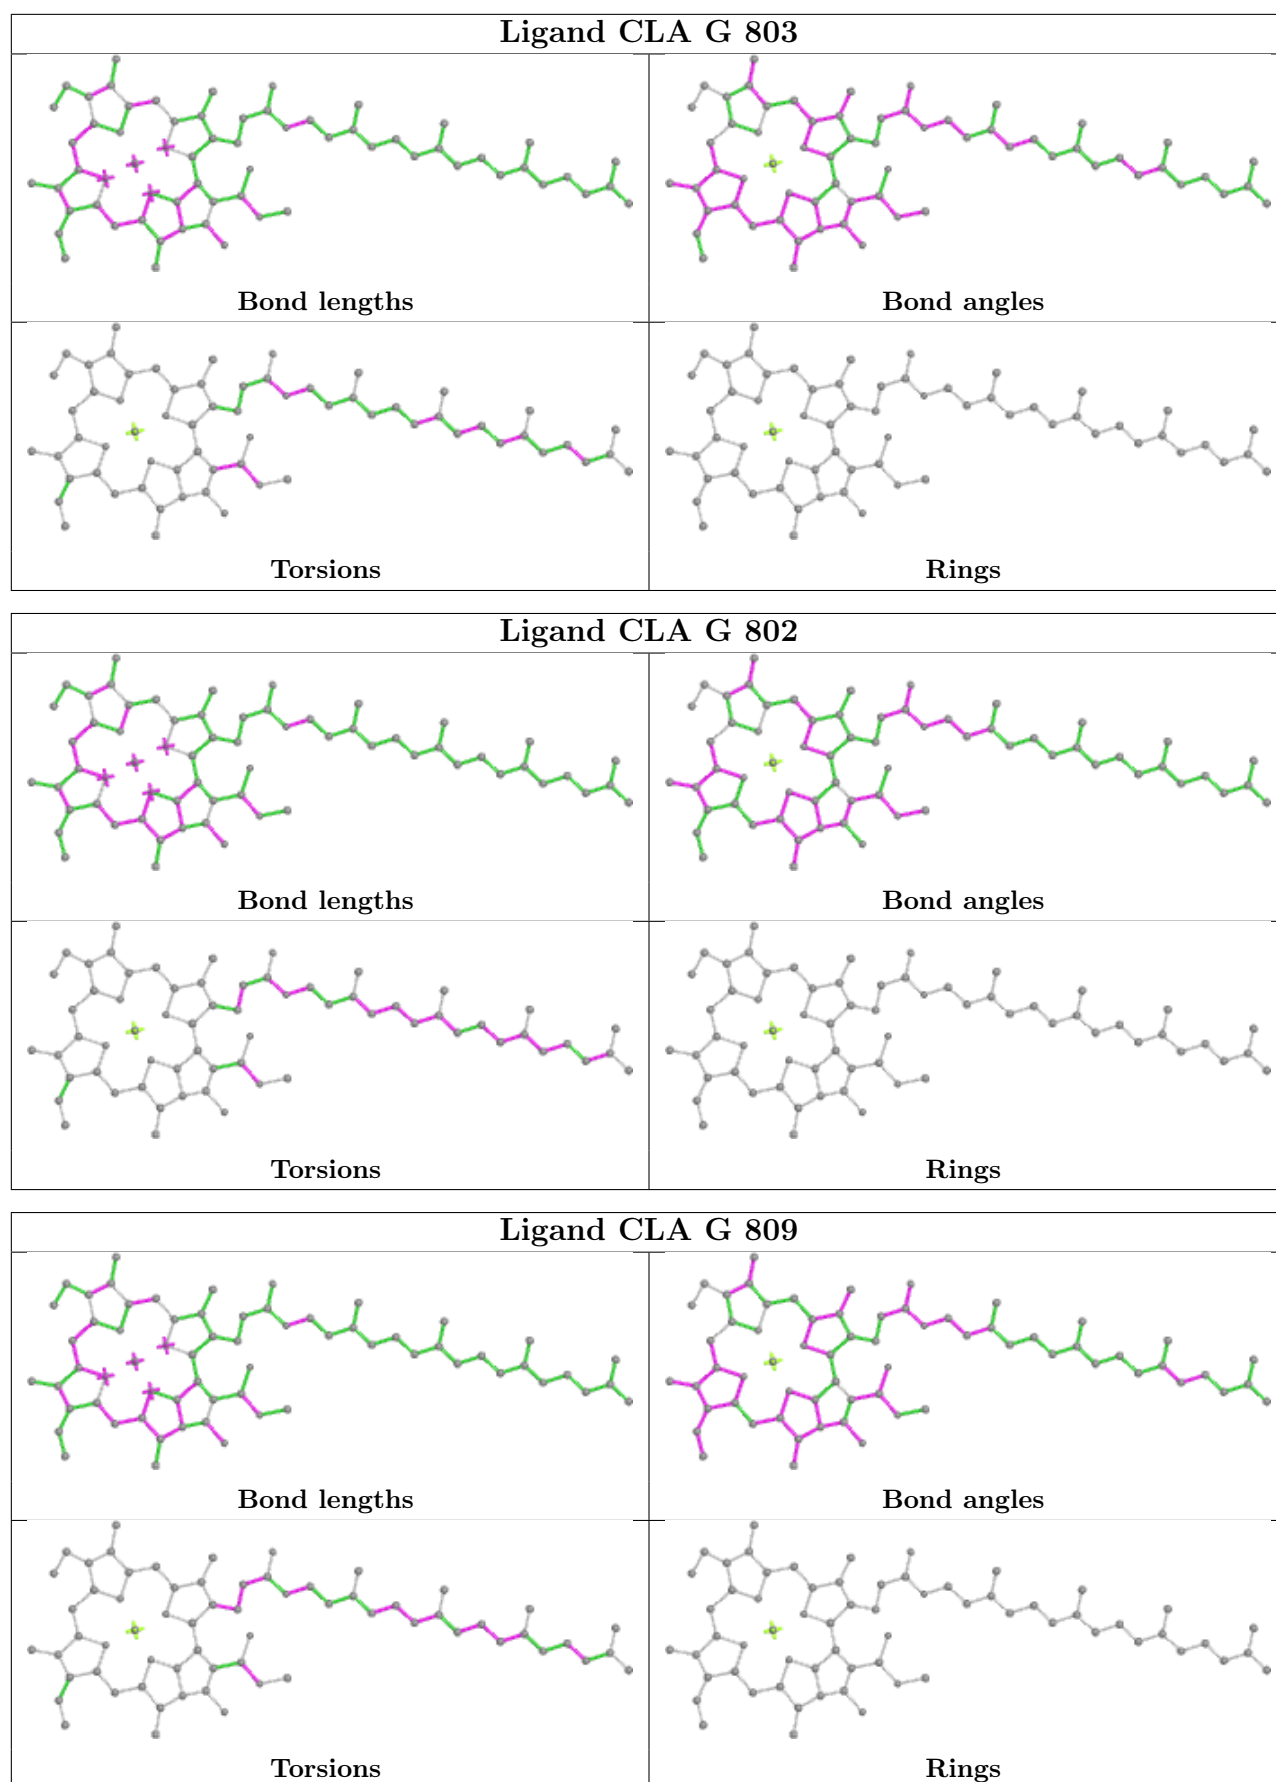 Ligand CLA G 803
Bond lengths
Bond angles
Torsions
Rings
Ligand CLA G 802
Bond lengths
Bond angles
Torsions
Rings
Ligand CLA G 809
Bond lengths
Bond angles
Torsions
Rings